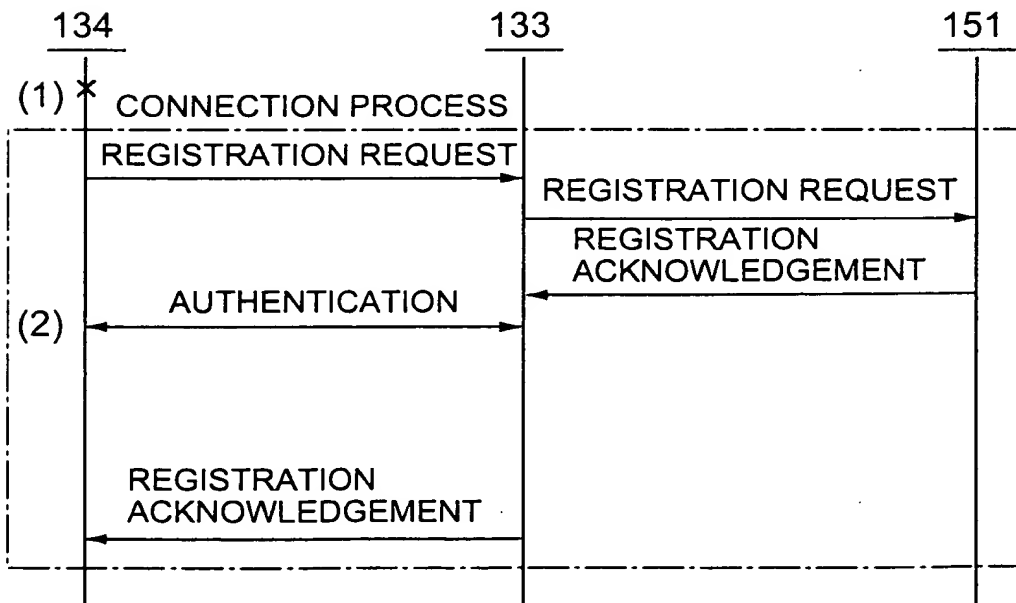 134
133
151
(1)
CONNECTION PROCESS
REGISTRATION REQUEST
REGISTRATION REQUEST
REGISTRATION
ACKNOWLEDGEMENT
AUTHENTICATION
(2)
REGISTRATION
ACKNOWLEDGEMENT